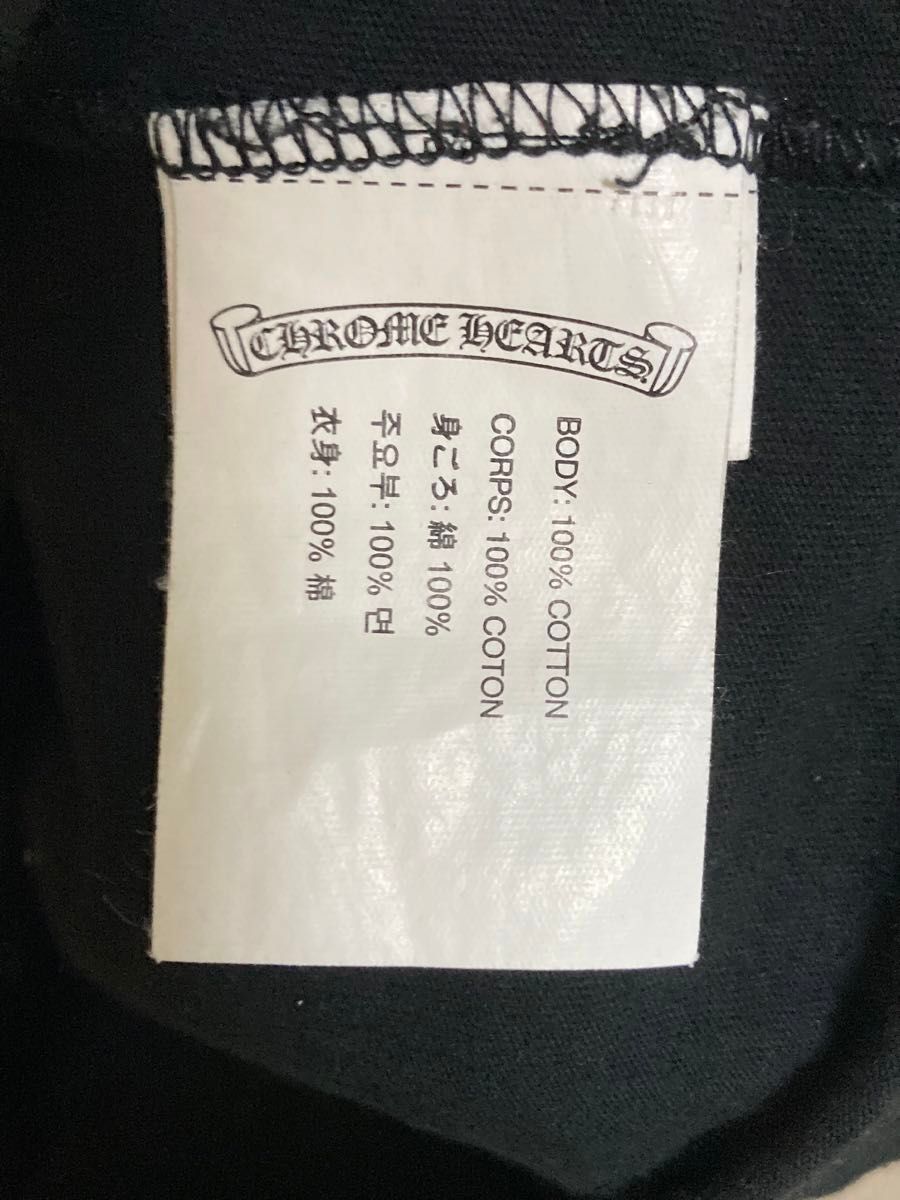 CHROME HEARTS
BODY: 100% COTTON
CORPS: 100% COTON
身ごろ: 綿 100%
주요부: 100% 면
衣身: 100% 棉